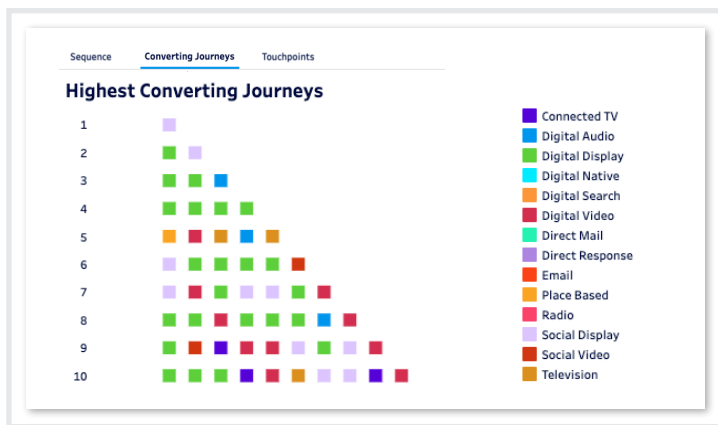 Sequence Converting Journeys Touchpoints
Highest Converting Journeys
1
2
3
4
5
6
7
8
9
10
Connected TV
Digital Audio
Digital Display
Digital Native
Digital Search
Digital Video
Direct Mail
Direct Response
Email
Place Based
Radio
Social Display
Social Video
Television